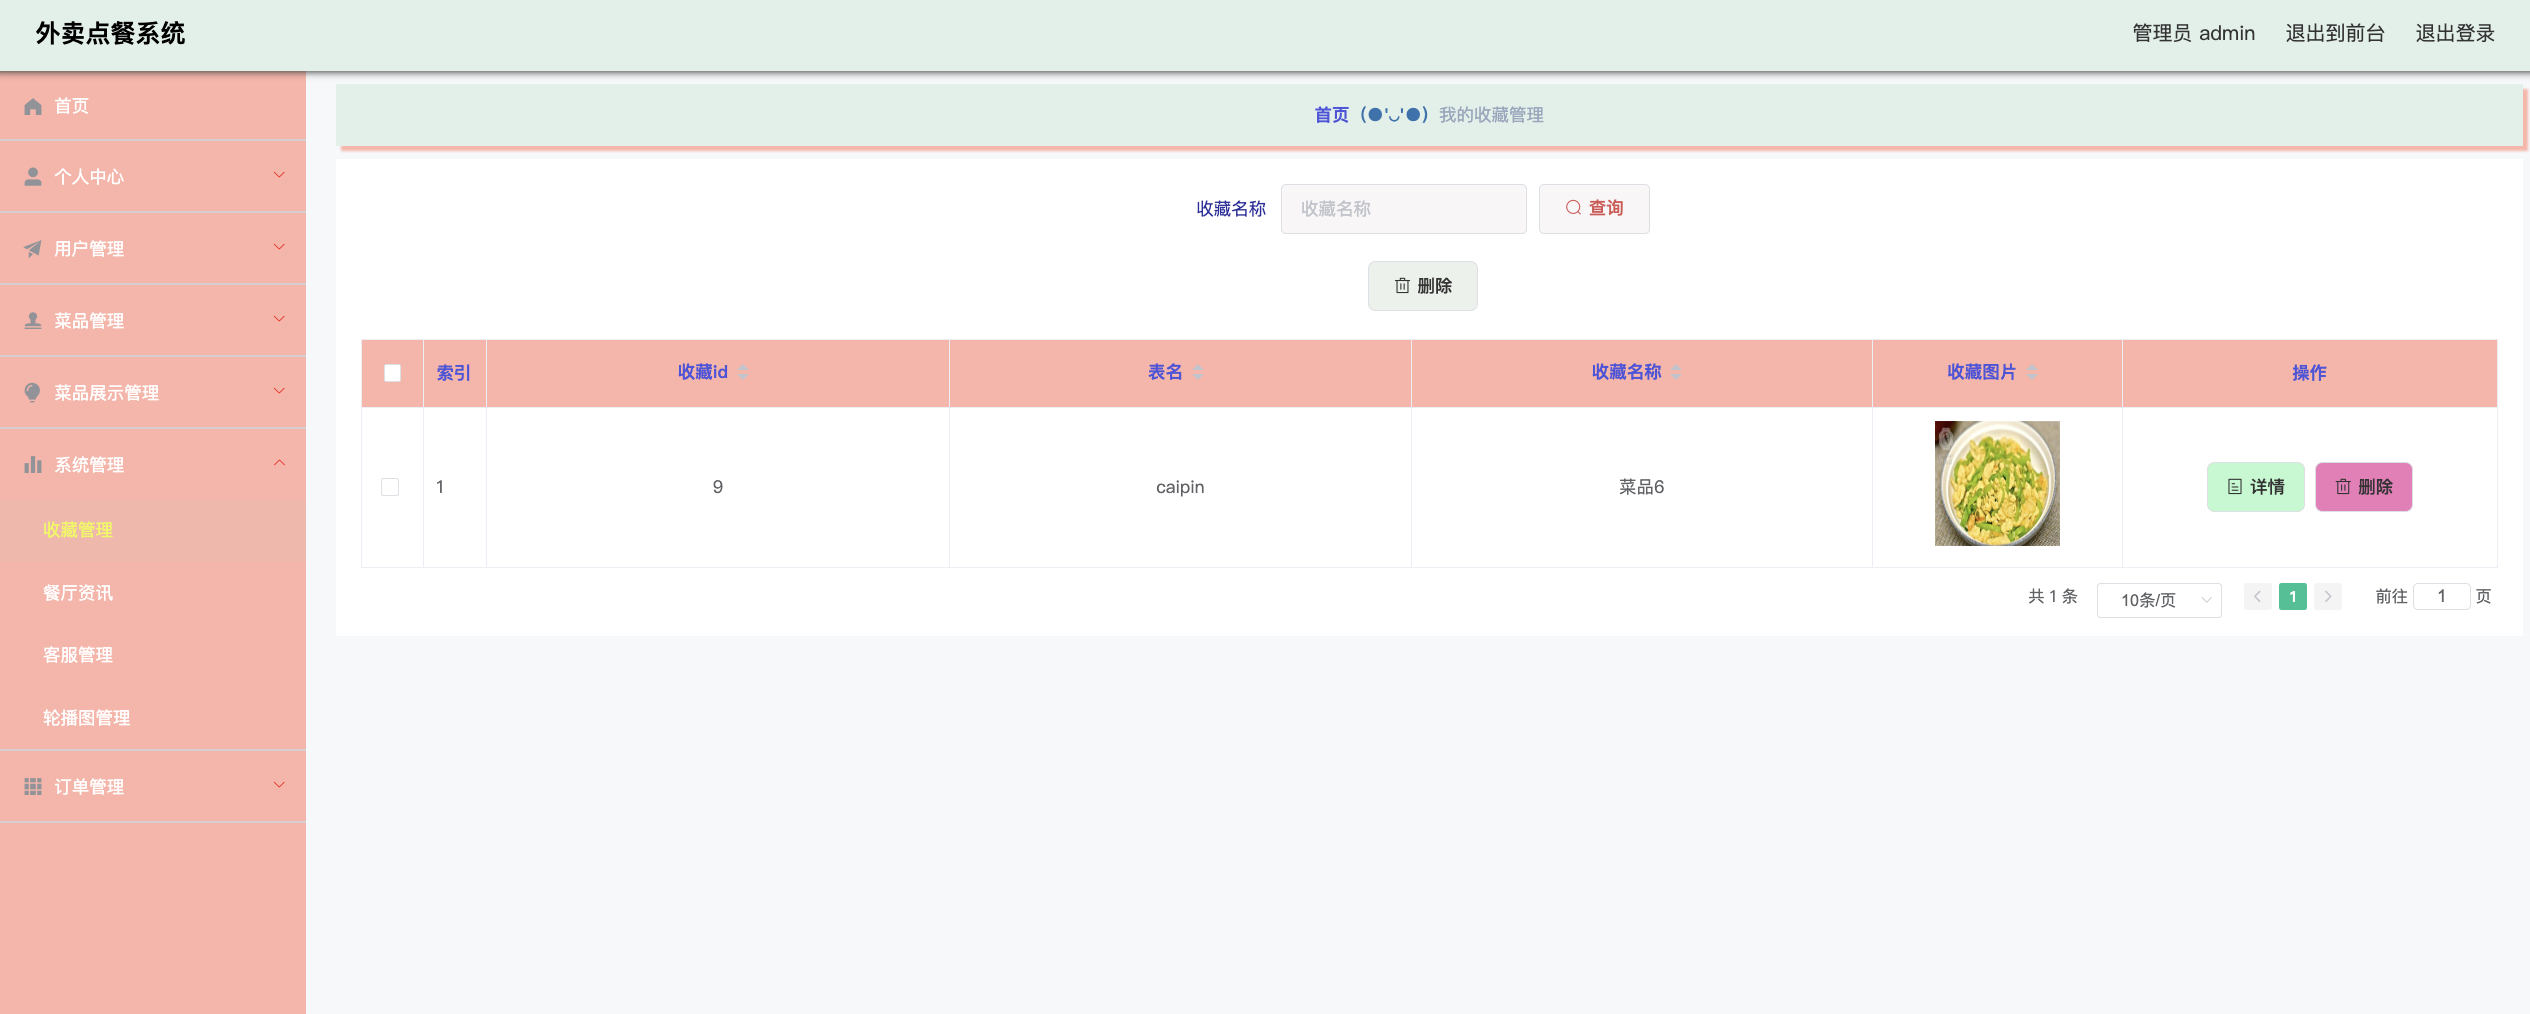 外卖点餐系统
管理员 admin 退出到前台 退出登录
首页
个人中心
用户管理
菜品管理
菜品展示管理
系统管理
收藏管理
餐厅资讯
客服管理
轮播图管理
订单管理
首页 (●'◡'●) 我的收藏管理
收藏名称 收藏名称 查询
删除
索引 收藏id 表名 收藏名称 收藏图片 操作
1 9 caipin 菜品6 详情 删除
共 1 条 10条/页 1 前往 1 页